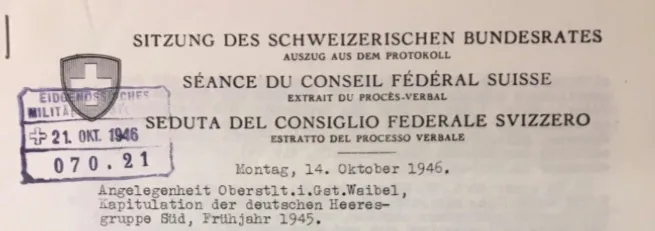 SITZUNG DES SCHWEIZERISCHEN BUNDESRATES
AUSZUG AUS DEM PROTOKOLL
SÉANCE DU CONSEIL FÉDÉRAL SUISSE
EXTRAIT DU PROCÈS-VERBAL
SEDUTA DEL CONSIGLIO FEDERALE SVIZZERO
ESTRATTO DEL PROCESSO VERBALE
EIDGENÖSSISCHES
21. OKT. 1946
070.21
Montag, 14. Oktober 1946.
Angelegenheit Oberstlt.i.Gst.Waibel,
Kapitulation der deutschen Heeres-
gruppe Süd, Frühjahr 1945.